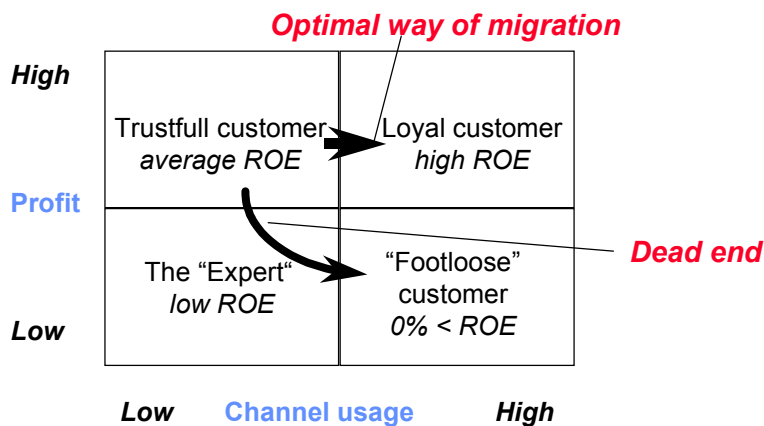 Optimal way of migration
High
Trustfull customer
average ROE
Loyal customer
high ROE
Profit
Dead end
The “Expert“
low ROE
“Footloose”
customer
0% < ROE
Low
Low Channel usage High